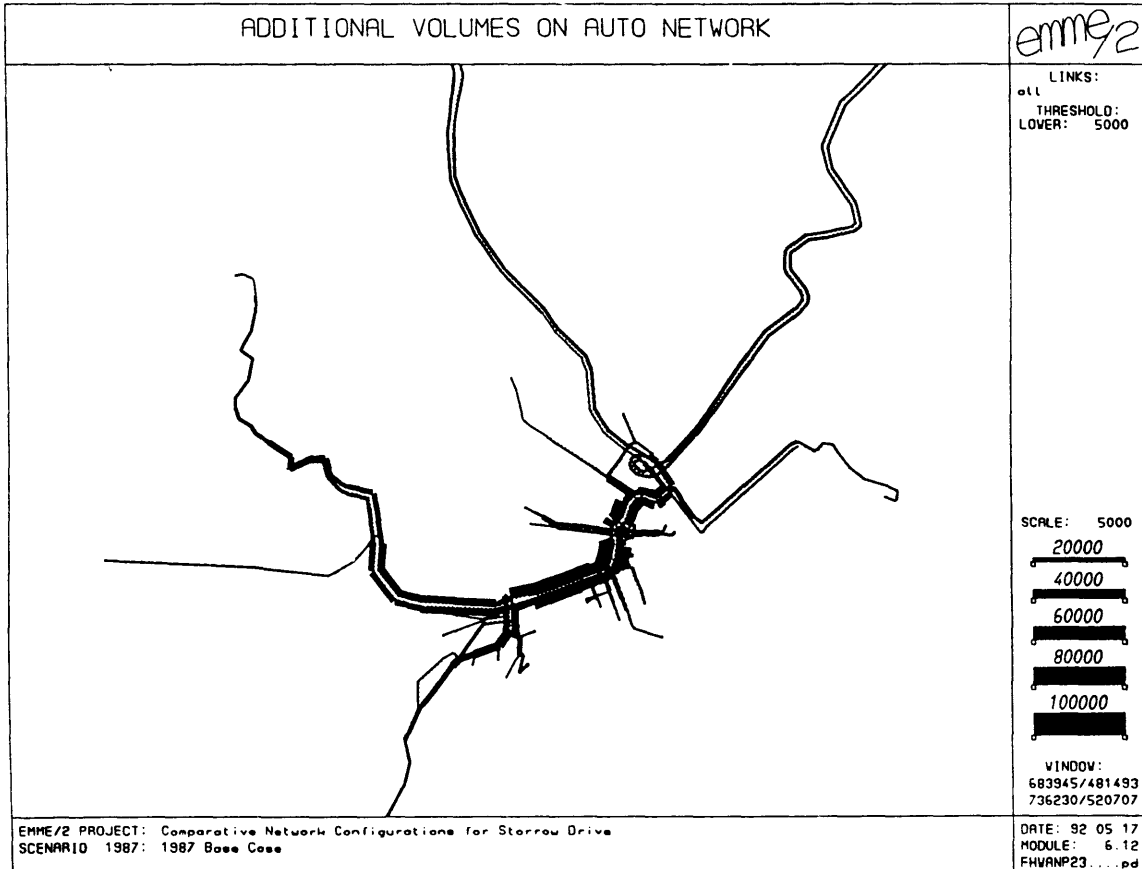 ADDITIONAL VOLUMES ON AUTO NETWORK
emme/2
LINKS:
all
THRESHOLD:
LOWER: 5000
SCALE: 5000
20000
40000
60000
80000
100000
WINDOW:
683945/481493
736230/520707
EMME/2 PROJECT: Comparative Network Configurations for Storrow Drive
SCENARIO 1987: 1987 Base Case
DATE: 92 05 17
MODULE: 6.12
FHWANP23....pd